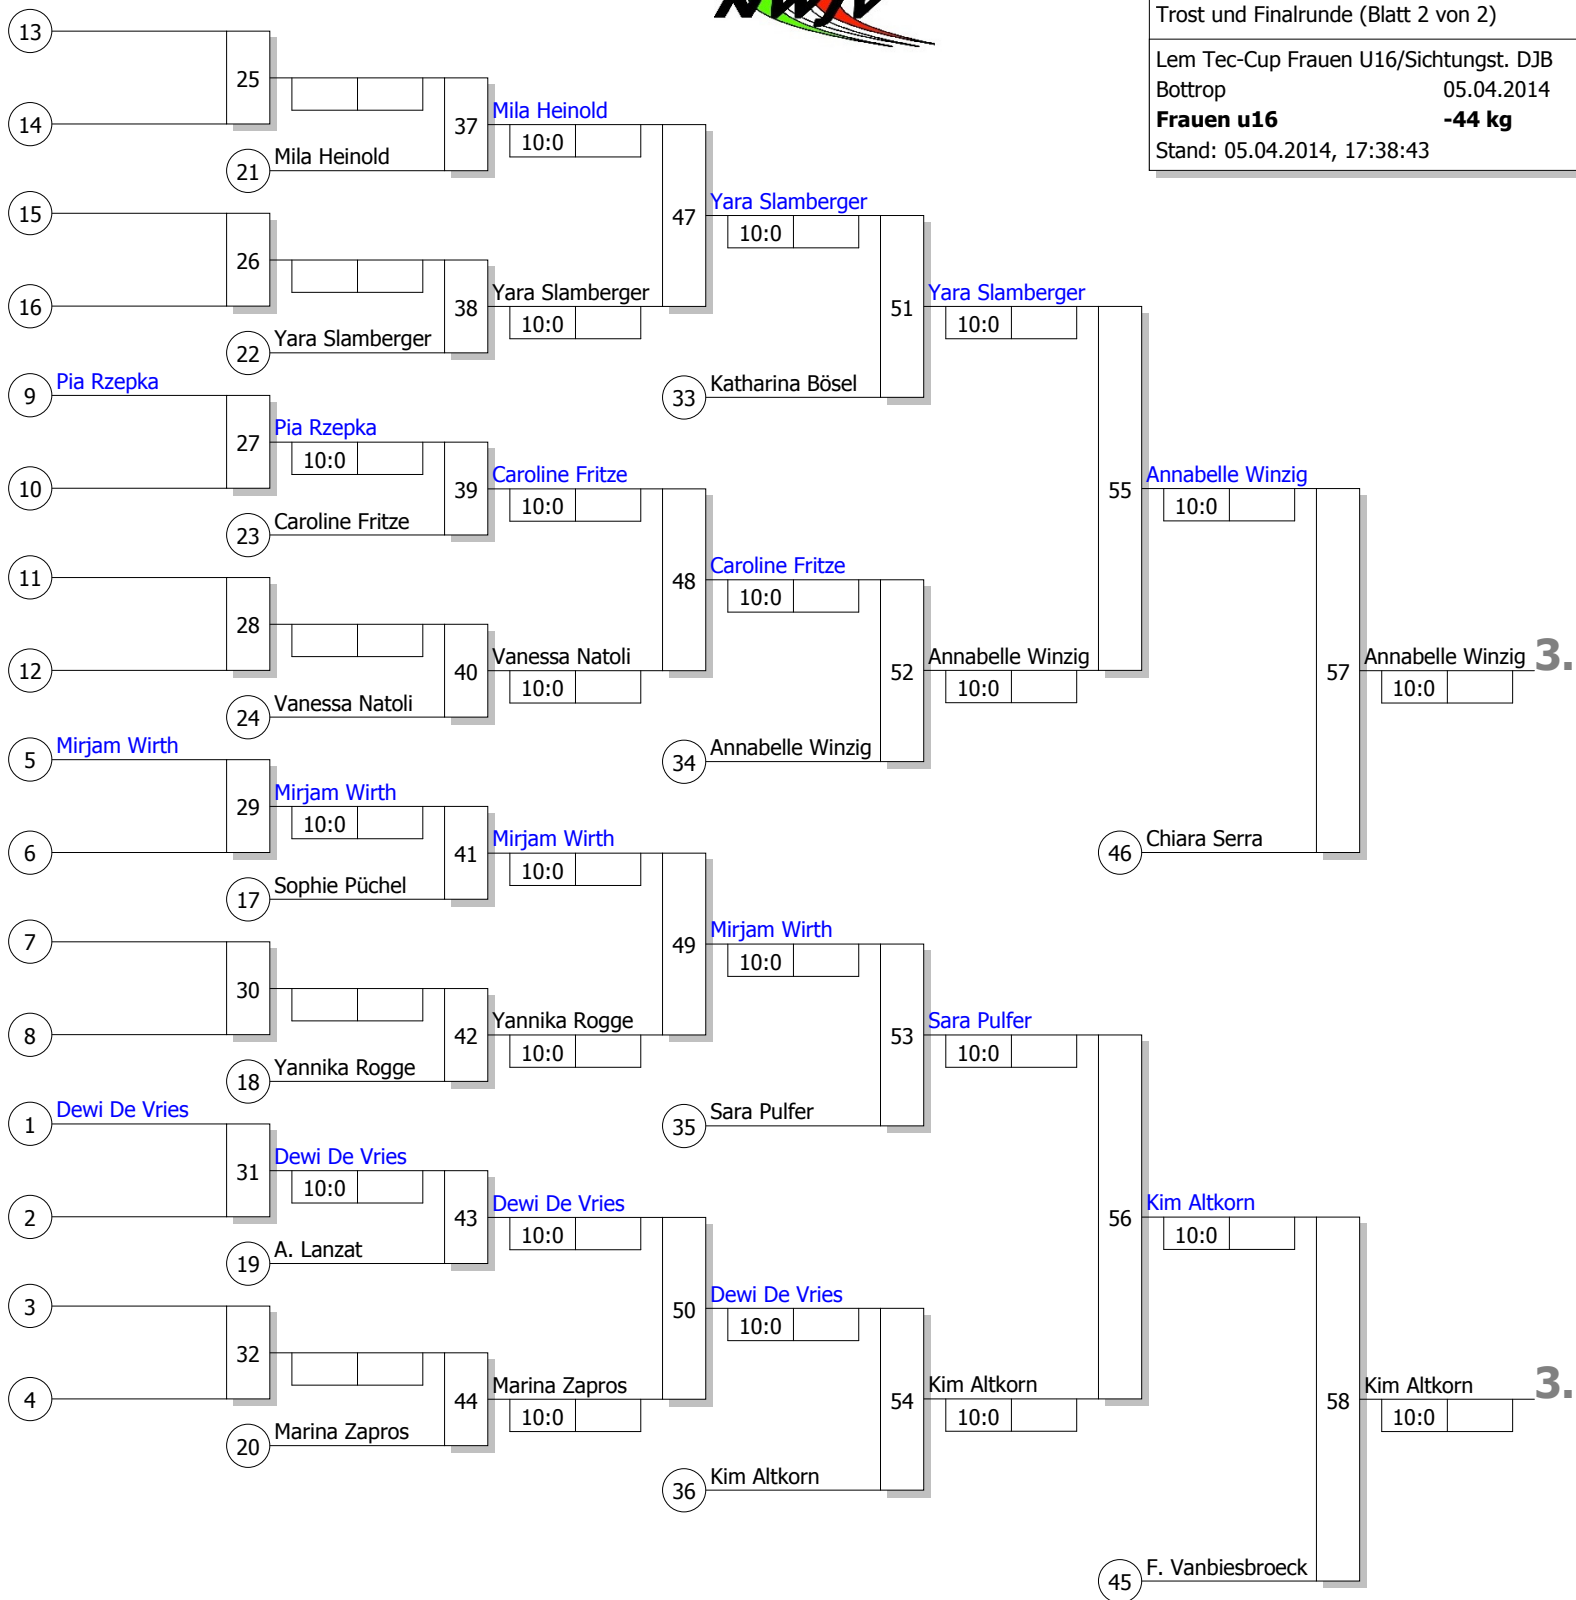 NWJV
Trost und Finalrunde (Blatt 2 von 2)
Lem Tec-Cup Frauen U16/Sichtungst. DJB
Bottrop 05.04.2014
Frauen u16 -44 kg
Stand: 05.04.2014, 17:38:43
13
25
14
37
Mila Heinold
10:0
21 Mila Heinold
15
47
Yara Slamberger
10:0
26
16
38
Yara Slamberger
10:0
22 Yara Slamberger
51
Yara Slamberger
10:0
9 Pia Rzepka
27
Pia Rzepka
10:0
10
33 Katharina Bösel
39
Caroline Fritze
10:0
23 Caroline Fritze
55
Annabelle Winzig
10:0
11
48
Caroline Fritze
10:0
28
12
40
Vanessa Natoli
10:0
24 Vanessa Natoli
52
Annabelle Winzig
10:0
57
Annabelle Winzig 3.
10:0
5 Mirjam Wirth
34 Annabelle Winzig
29
Mirjam Wirth
10:0
6
41
Mirjam Wirth
10:0
46 Chiara Serra
17 Sophie Püchel
7
49
Mirjam Wirth
10:0
30
8
42
Yannika Rogge
10:0
18 Yannika Rogge
53
Sara Pulfer
10:0
1 Dewi De Vries
35 Sara Pulfer
31
Dewi De Vries
10:0
2
43
Dewi De Vries
10:0
19 A. Lanzat
56
Kim Altkorn
10:0
3
50
Dewi De Vries
10:0
32
4
44
Marina Zapros
10:0
20 Marina Zapros
54
Kim Altkorn
10:0
58
Kim Altkorn 3.
10:0
36 Kim Altkorn
45 F. Vanbiesbroeck